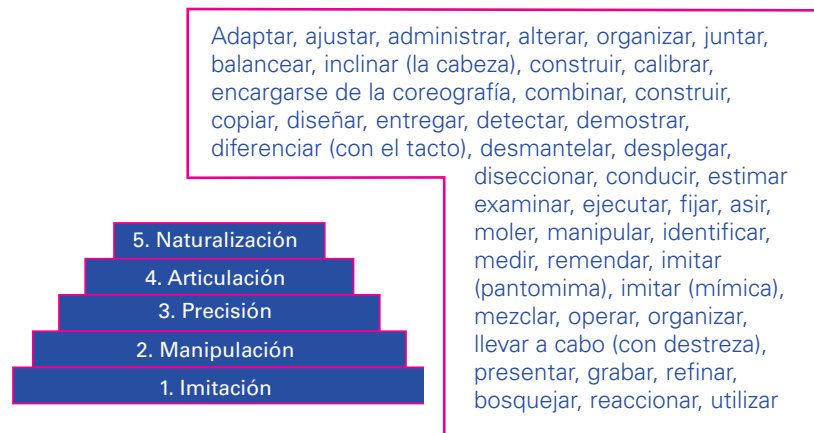 Adaptar, ajustar, administrar, alterar, organizar, juntar,
balancear, inclinar (la cabeza), construir, calibrar,
encargarse de la coreografía, combinar, construir,
copiar, diseñar, entregar, detectar, demostrar,
diferenciar (con el tacto), desmantelar, desplegar,
diseccionar, conducir, estimar
examinar, ejecutar, fijar, asir,
moler, manipular, identificar,
medir, remendar, imitar
(pantomima), imitar (mímica),
mezclar, operar, organizar,
llevar a cabo (con destreza),
presentar, grabar, refinar,
bosquejar, reaccionar, utilizar
5. Naturalización
4. Articulación
3. Precisión
2. Manipulación
1. Imitación